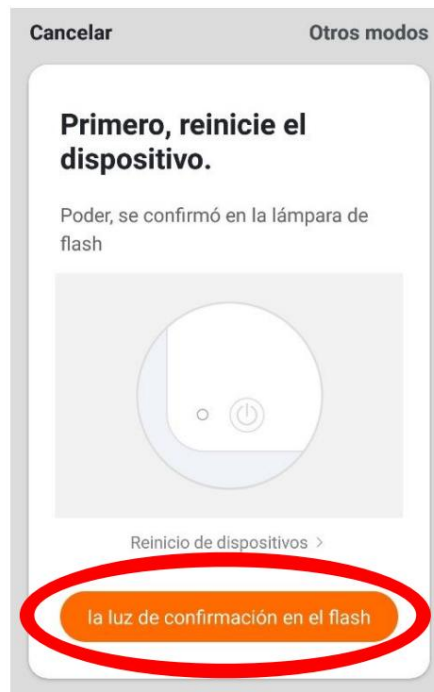 Cancelar
Otros modos
Primero, reinicie el
dispositivo.
Poder, se confirmó en la lámpara de
flash
Reinicio de dispositivos >
la luz de confirmación en el flash